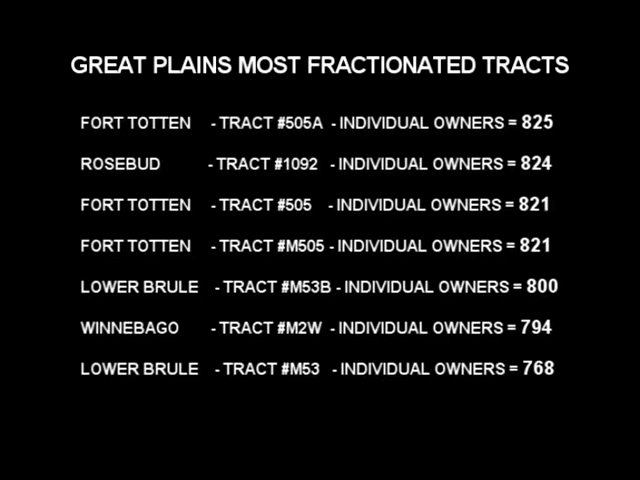 GREAT PLAINS MOST FRACTIONATED TRACTS
FORT TOTTEN - TRACT #505A - INDIVIDUAL OWNERS = 825
ROSEBUD - TRACT #1092 - INDIVIDUAL OWNERS = 824
FORT TOTTEN - TRACT #505 - INDIVIDUAL OWNERS = 821
FORT TOTTEN - TRACT #M505 - INDIVIDUAL OWNERS = 821
LOWER BRULE - TRACT #M53B - INDIVIDUAL OWNERS = 800
WINNEBAGO - TRACT #M2W - INDIVIDUAL OWNERS = 794
LOWER BRULE - TRACT #M53 - INDIVIDUAL OWNERS = 768